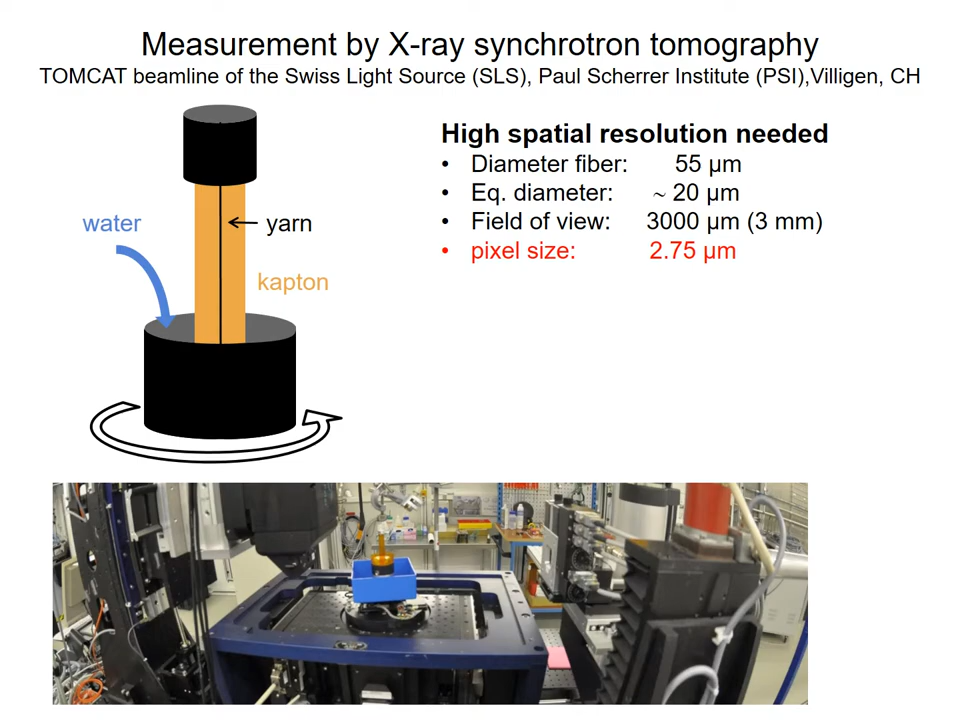 Measurement by X-ray synchrotron tomography
TOMCAT beamline of the Swiss Light Source (SLS), Paul Scherrer Institute (PSI),Villigen, CH
High spatial resolution needed
• Diameter fiber: 55 μm
• Eq. diameter: ~ 20 μm
• Field of view: 3000 μm (3 mm)
• pixel size: 2.75 μm
water
yarn
kapton